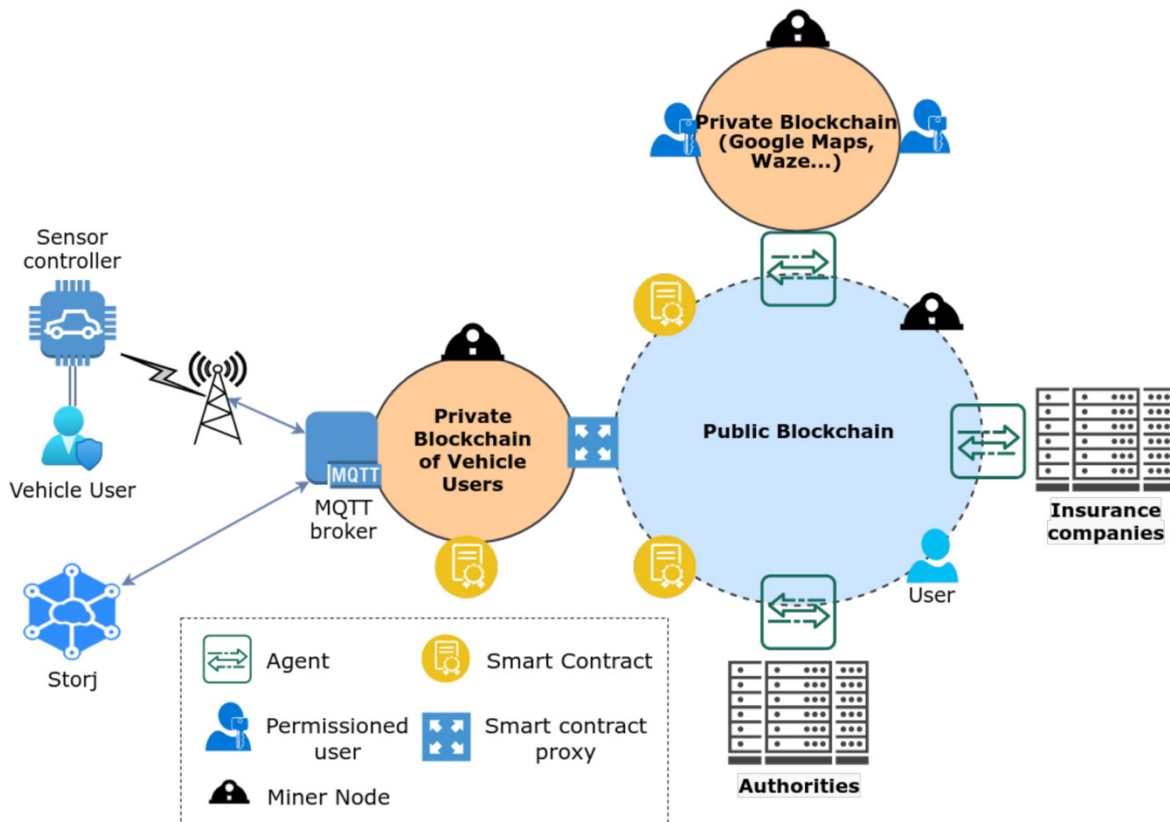 Private Blockchain
(Google Maps,
Waze...)
Sensor
controller
Vehicle User
MQTT
MQTT
broker
Private
Blockchain
of Vehicle
Users
Public Blockchain
Insurance
companies
User
Storj
Authorities
Agent
Smart Contract
Permissioned
user
Smart contract
proxy
Miner Node